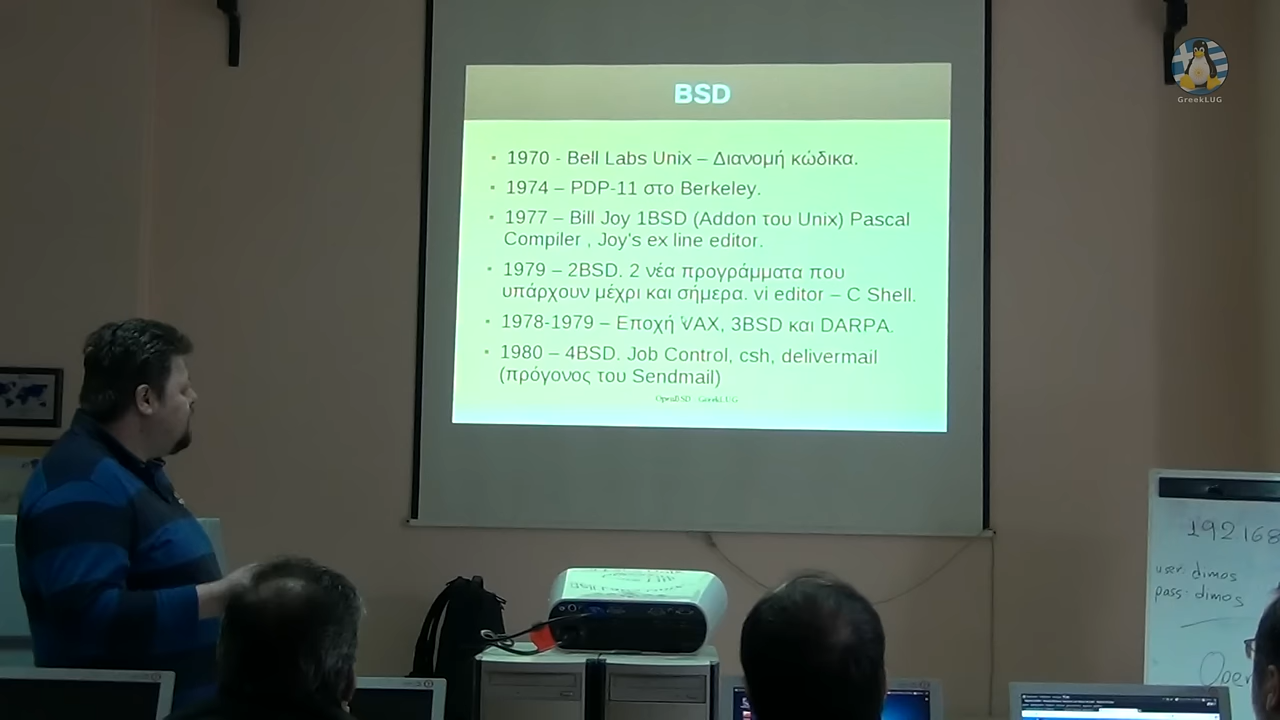 BSD
GreekLUG
• 1970 - Bell Labs Unix – Διανομή κώδικα.
• 1974 – PDP-11 στο Berkeley.
• 1977 – Bill Joy 1BSD (Addon του Unix) Pascal
Compiler , Joy's ex line editor.
• 1979 – 2BSD. 2 νέα προγράμματα που
υπάρχουν μέχρι και σήμερα. vi editor – C Shell.
• 1978-1979 – Εποχή VAX, 3BSD και DARPA.
• 1980 – 4BSD. Job Control, csh, delivermail
(πρόγονος του Sendmail)
OpenBSD - GreekLUG
192168
user: dimos
pass: dimos